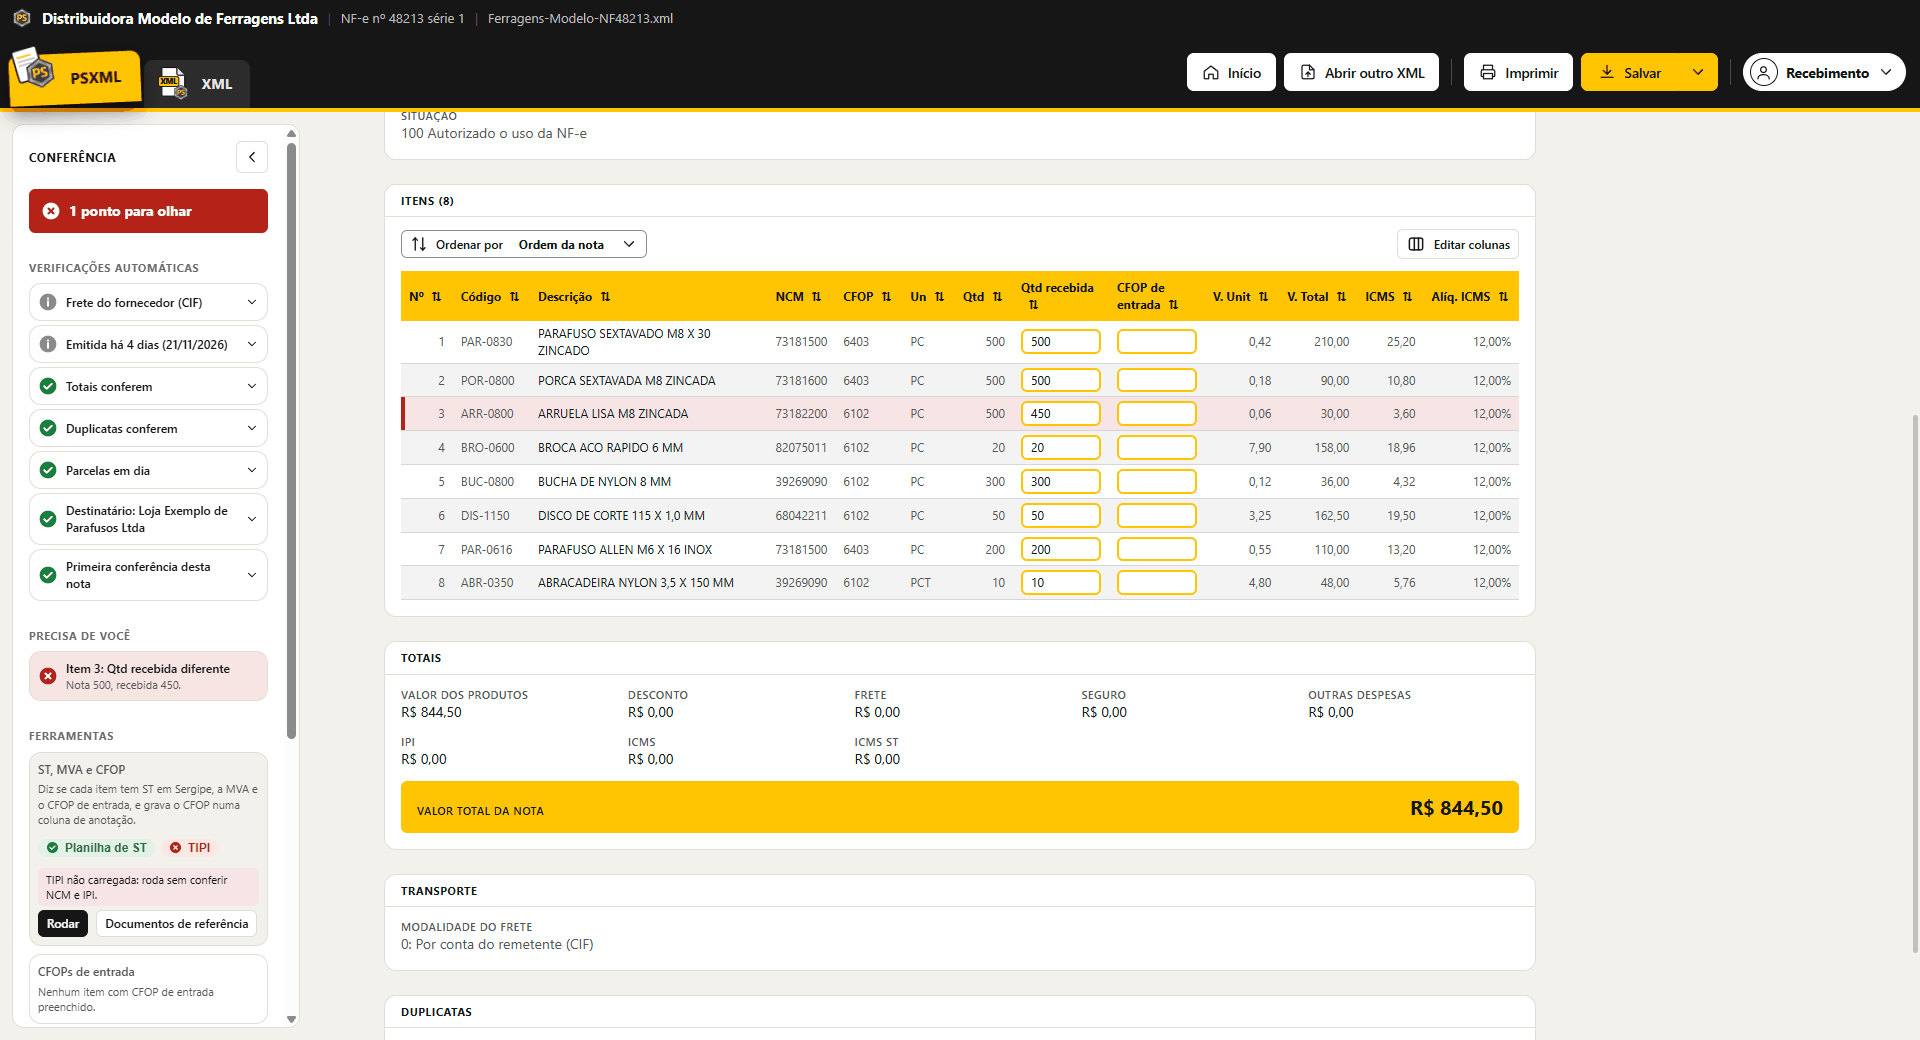 Distribuidora Modelo de Ferragens Ltda | NF-e nº 48213 série 1 | Ferragens-Modelo-NF48213.xml
PSXML
XML
Início
Abrir outro XML
Imprimir
Salvar
Recebimento
CONFERÊNCIA
1 ponto para olhar
VERIFICAÇÕES AUTOMÁTICAS
Frete do fornecedor (CIF)
Emitida há 4 dias (21/11/2026)
Totais conferem
Duplicatas conferem
Parcelas em dia
Destinatário: Loja Exemplo de
Parafusos Ltda
Primeira conferência desta
nota
PRECISA DE VOCÊ
Item 3: Qtd recebida diferente
Nota 500, recebida 450.
FERRAMENTAS
ST, MVA e CFOP
Diz se cada item tem ST em Sergipe, a MVA e
o CFOP de entrada, e grava o CFOP numa
coluna de anotação.
Planilha de ST TIPI
TIPI não carregada: roda sem conferir
NCM e IPI.
Rodar Documentos de referência
CFOPs de entrada
Nenhum item com CFOP de entrada
preenchido.
SITUAÇÃO
100 Autorizado o uso da NF-e
ITENS (8)
Ordenar por Ordem da nota
Editar colunas
Nº Código Descrição NCM CFOP Un Qtd Qtd recebida CFOP de entrada V. Unit V. Total ICMS Alíq. ICMS
1 PAR-0830 PARAFUSO SEXTAVADO M8 X 30 ZINCADO 73181500 6403 PC 500 500 0,42 210,00 25,20 12,00%
2 POR-0800 PORCA SEXTAVADA M8 ZINCADA 73181600 6403 PC 500 500 0,18 90,00 10,80 12,00%
3 ARR-0800 ARRUELA LISA M8 ZINCADA 73182200 6102 PC 500 450 0,06 30,00 3,60 12,00%
4 BRO-0600 BROCA ACO RAPIDO 6 MM 82075011 6102 PC 20 20 7,90 158,00 18,96 12,00%
5 BUC-0800 BUCHA DE NYLON 8 MM 39269090 6102 PC 300 300 0,12 36,00 4,32 12,00%
6 DIS-1150 DISCO DE CORTE 115 X 1,0 MM 68042211 6102 PC 50 50 3,25 162,50 19,50 12,00%
7 PAR-0616 PARAFUSO ALLEN M6 X 16 INOX 73181500 6403 PC 200 200 0,55 110,00 13,20 12,00%
8 ABR-0350 ABRACADEIRA NYLON 3,5 X 150 MM 39269090 6102 PCT 10 10 4,80 48,00 5,76 12,00%
TOTAIS
VALOR DOS PRODUTOS DESCONTO FRETE SEGURO OUTRAS DESPESAS
R$ 844,50 R$ 0,00 R$ 0,00 R$ 0,00 R$ 0,00
IPI ICMS ICMS ST
R$ 0,00 R$ 0,00 R$ 0,00
VALOR TOTAL DA NOTA R$ 844,50
TRANSPORTE
MODALIDADE DO FRETE
0: Por conta do remetente (CIF)
DUPLICATAS